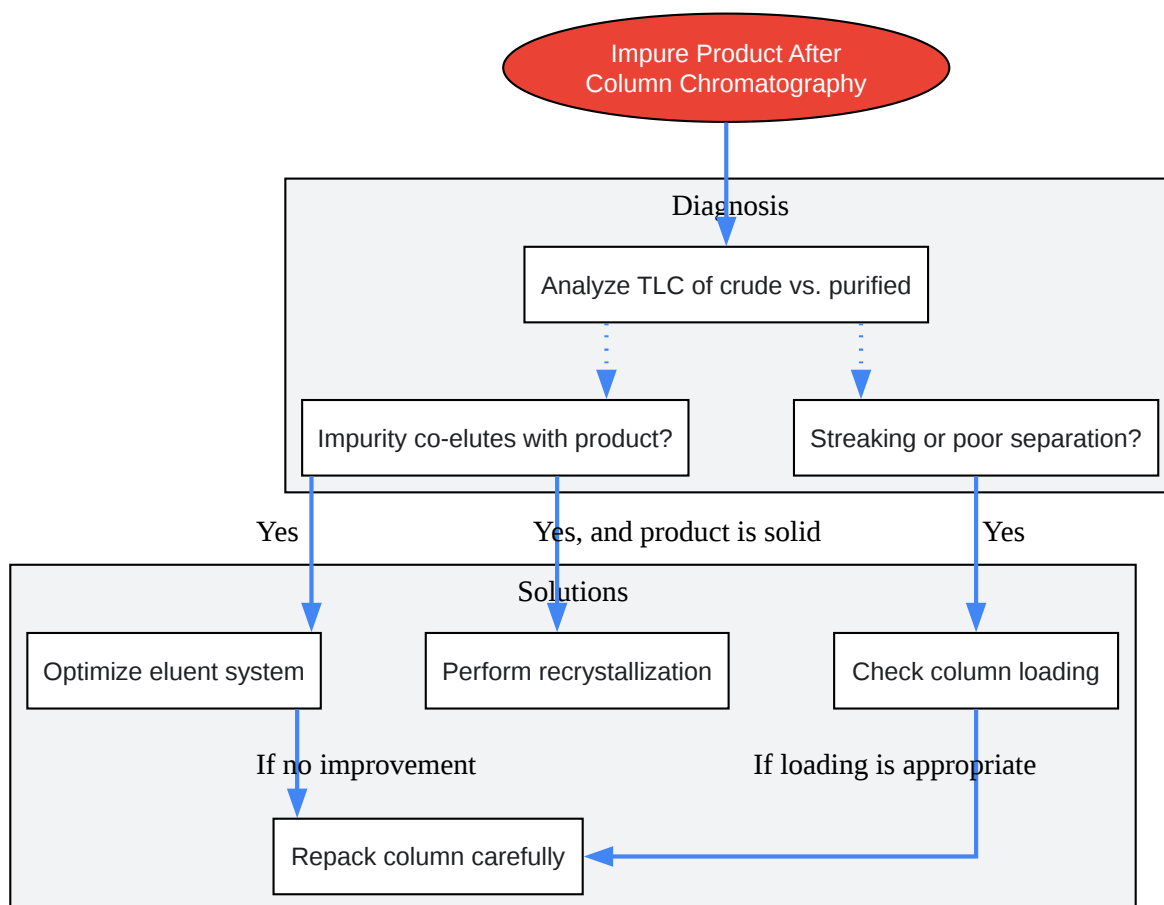 Impure Product After
Column Chromatography
Diagnosis
Analyze TLC of crude vs. purified
Impurity co-elutes with product?
Streaking or poor separation?
Yes
Yes, and product is solid
Yes
Solutions
Optimize eluent system
Perform recrystallization
Check column loading
If no improvement
If loading is appropriate
Repack column carefully